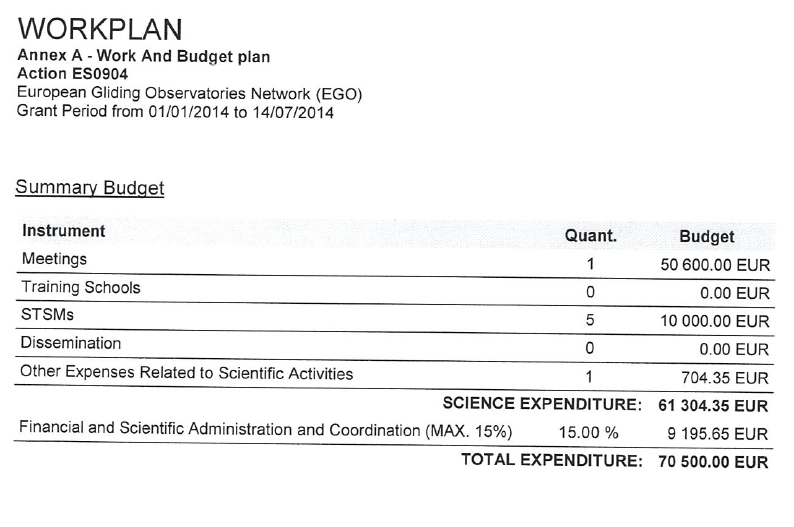 WORKPLAN
Annex A - Work And Budget plan
Action ES0904
European Gliding Observatories Network (EGO)
Grant Period from 01/01/2014 to 14/07/2014
Summary Budget
Instrument Quant. Budget
Meetings 1 50 600.00 EUR
Training Schools 0 0.00 EUR
STSMs 5 10 000.00 EUR
Dissemination 0 0.00 EUR
Other Expenses Related to Scientific Activities 1 704.35 EUR
SCIENCE EXPENDITURE: 61 304.35 EUR
Financial and Scientific Administration and Coordination (MAX. 15%) 15.00 % 9 195.65 EUR
TOTAL EXPENDITURE: 70 500.00 EUR